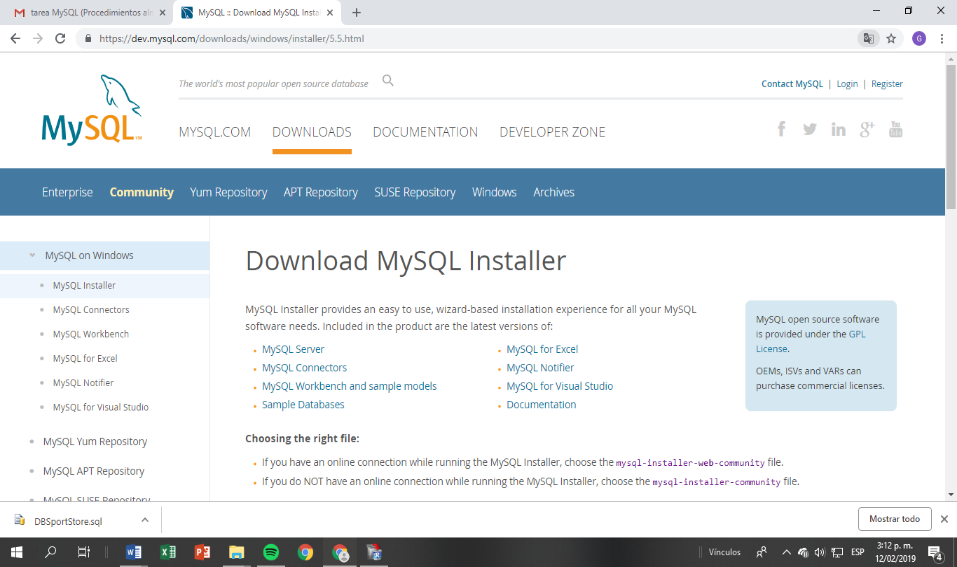 tarea MySQL (Procedimientos alm
MySQL :: Download MySQL Insta
https://dev.mysql.com/downloads/windows/installer/5.5.html
G
MySQL
The world's most popular open source database
Contact MySQL | Login | Register
MYSQL.COM DOWNLOADS DOCUMENTATION DEVELOPER ZONE
Enterprise Community Yum Repository APT Repository SUSE Repository Windows Archives
MySQL on Windows
MySQL Installer
MySQL Connectors
MySQL Workbench
MySQL for Excel
MySQL Notifier
MySQL for Visual Studio
MySQL Yum Repository
MySQL APT Repository
MySQL SUSE Repository
Download MySQL Installer
MySQL Installer provides an easy to use, wizard-based installation experience for all your MySQL
software needs. Included in the product are the latest versions of:
MySQL Server
MySQL Connectors
MySQL Workbench and sample models
Sample Databases
MySQL for Excel
MySQL Notifier
MySQL for Visual Studio
Documentation
Choosing the right file:
If you have an online connection while running the MySQL Installer, choose the mysql-installer-web-community file.
If you do NOT have an online connection while running the MySQL Installer, choose the mysql-installer-community file.
MySQL open source software
is provided under the GPL
License.
OEMs, ISVs and VARs can
purchase commercial licenses.
DBSportStore.sql
Mostrar todo
Vínculos
ESP
3:12 p. m.
12/02/2019
4